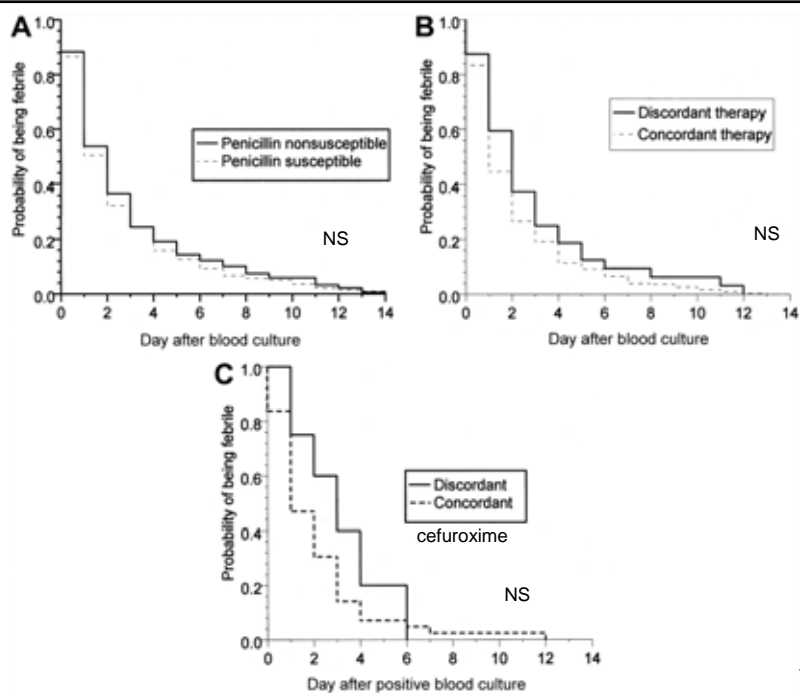 A
Probability of being febrile
1.0
0.8
0.6
0.4
0.2
0.0
Penicillin nonsusceptible
Penicillin susceptible
NS
0 2 4 6 8 10 12 14
Day after blood culture
B
Probability of being febrile
1.0
0.8
0.6
0.4
0.2
0.0
Discordant therapy
Concordant therapy
NS
0 2 4 6 8 10 12 14
Day after blood culture
C
Probability of being febrile
1.0
0.8
0.6
0.4
0.2
0.0
Discordant
Concordant
cefuroxime
NS
0 2 4 6 8 10 12 14
Day after positive blood culture